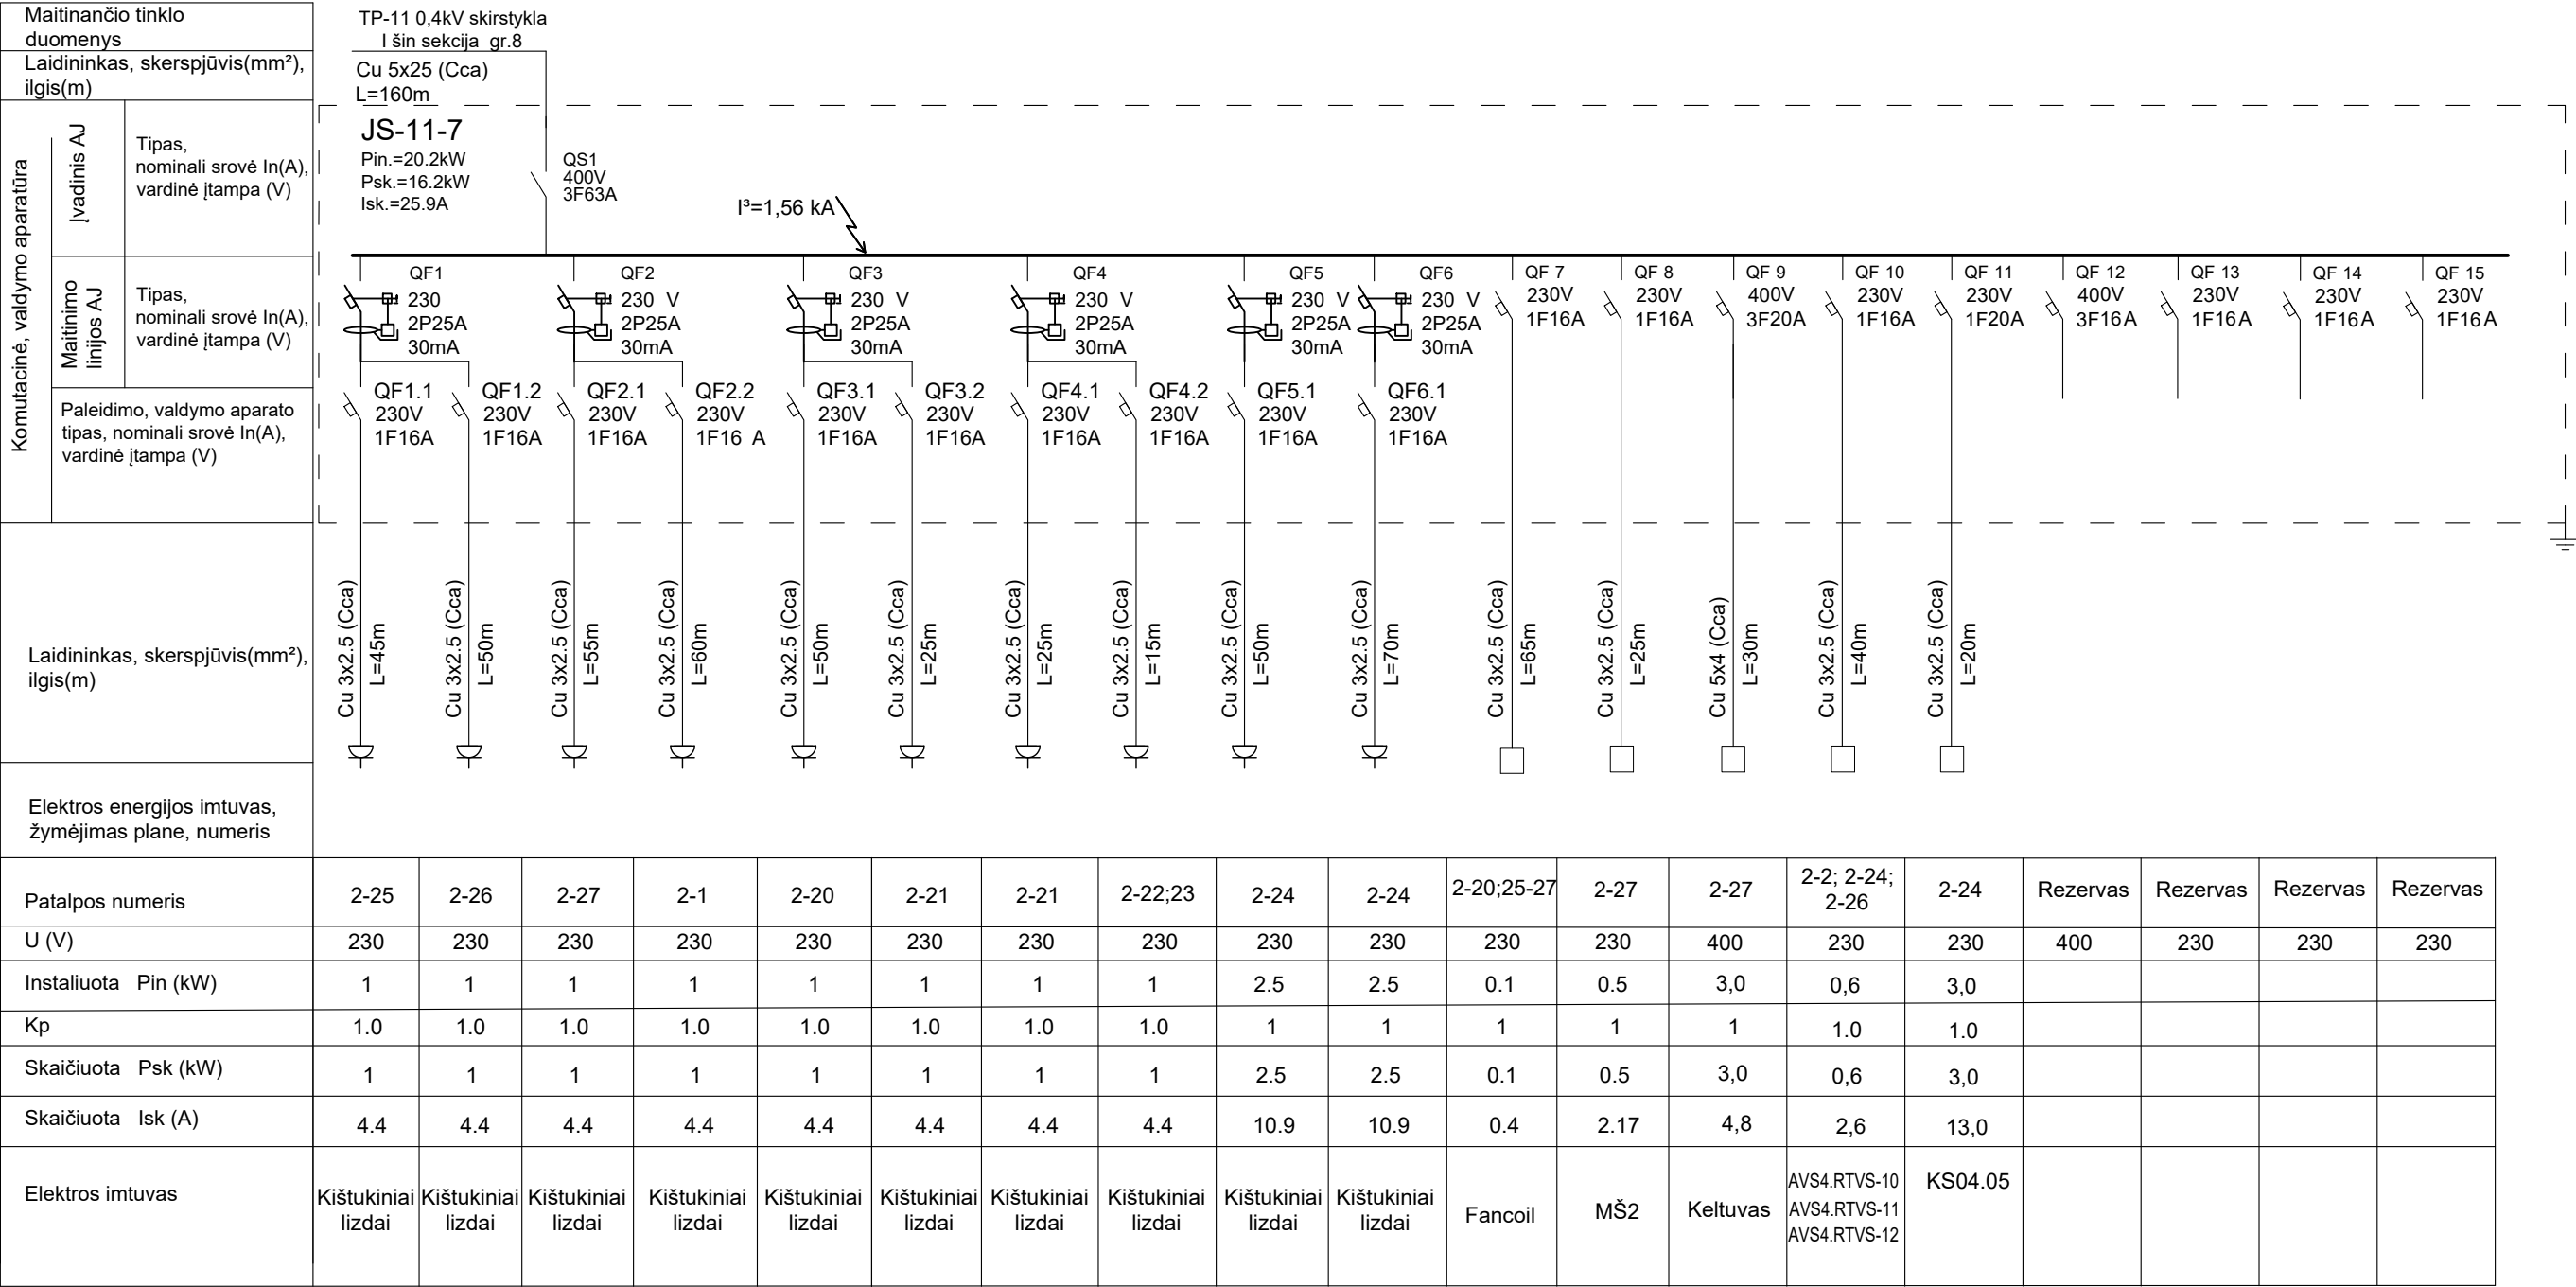 Maitinančio tinklo
duomenys
TP-11 0,4kV skirstykla
I šin sekcija gr.8
Laidininkas, skerspjūvis(mm²),
ilgis(m)
Cu 5x25 (Cca)
L=160m
Komutacinė, valdymo aparatūra
Įvadinis AJ
Tipas,
nominali srovė In(A),
vardinė įtampa (V)
JS-11-7
Pin.=20.2kW
Psk.=16.2kW
Isk.=25.9A
QS1
400V
3F63A
I³=1,56 kA
Maitinimo
linijos AJ
Tipas,
nominali srovė In(A),
vardinė įtampa (V)
QF1
230
2P25A
30mA
QF2
230 V
2P25A
30mA
QF3
230 V
2P25A
30mA
QF4
230 V
2P25A
30mA
QF5
230 V
2P25A
30mA
QF6
230 V
2P25A
30mA
QF 7
230V
1F16A
QF 8
230V
1F16A
QF 9
400V
3F20A
QF 10
230V
1F16A
QF 11
230V
1F20A
QF 12
400V
3F16A
QF 13
230V
1F16A
QF 14
230V
1F16A
QF 15
230V
1F16A
Paleidimo, valdymo aparato
tipas, nominali srovė In(A),
vardinė įtampa (V)
QF1.1
230V
1F16A
QF1.2
230V
1F16A
QF2.1
230V
1F16A
QF2.2
230V
1F16 A
QF3.1
230V
1F16A
QF3.2
230V
1F16A
QF4.1
230V
1F16A
QF4.2
230V
1F16A
QF5.1
230V
1F16A
QF6.1
230V
1F16A
Laidininkas, skerspjūvis(mm²),
ilgis(m)
Cu 3x2.5 (Cca)
L=45m
Cu 3x2.5 (Cca)
L=50m
Cu 3x2.5 (Cca)
L=55m
Cu 3x2.5 (Cca)
L=60m
Cu 3x2.5 (Cca)
L=50m
Cu 3x2.5 (Cca)
L=25m
Cu 3x2.5 (Cca)
L=25m
Cu 3x2.5 (Cca)
L=15m
Cu 3x2.5 (Cca)
L=50m
Cu 3x2.5 (Cca)
L=70m
Cu 3x2.5 (Cca)
L=65m
Cu 3x2.5 (Cca)
L=25m
Cu 5x4 (Cca)
L=30m
Cu 3x2.5 (Cca)
L=40m
Cu 3x2.5 (Cca)
L=20m
Elektros energijos imtuvas,
žymėjimas plane, numeris
Patalpos numeris 2-25 2-26 2-27 2-1 2-20 2-21 2-21 2-22;23 2-24 2-24 2-20;25-27 2-27 2-27 2-2; 2-24; 2-24 Rezervas Rezervas Rezervas Rezervas
2-26
U (V) 230 230 230 230 230 230 230 230 230 230 230 230 400 230 230 400 230 230 230
Instaliuota Pin (kW) 1 1 1 1 1 1 1 1 2.5 2.5 0.1 0.5 3,0 0,6 3,0
Kp 1.0 1.0 1.0 1.0 1.0 1.0 1.0 1.0 1 1 1 1 1 1.0 1.0
Skaičiuota Psk (kW) 1 1 1 1 1 1 1 1 2.5 2.5 0.1 0.5 3,0 0,6 3,0
Skaičiuota Isk (A) 4.4 4.4 4.4 4.4 4.4 4.4 4.4 4.4 10.9 10.9 0.4 2.17 4,8 2,6 13,0
Elektros imtuvas
Kištukiniai
lizdai
Kištukiniai
lizdai
Kištukiniai
lizdai
Kištukiniai
lizdai
Kištukiniai
lizdai
Kištukiniai
lizdai
Kištukiniai
lizdai
Kištukiniai
lizdai
Kištukiniai
lizdai
Kištukiniai
lizdai
Fancoil
MŠ2
Keltuvas
AVS4.RTVS-10
AVS4.RTVS-11
AVS4.RTVS-12
KS04.05